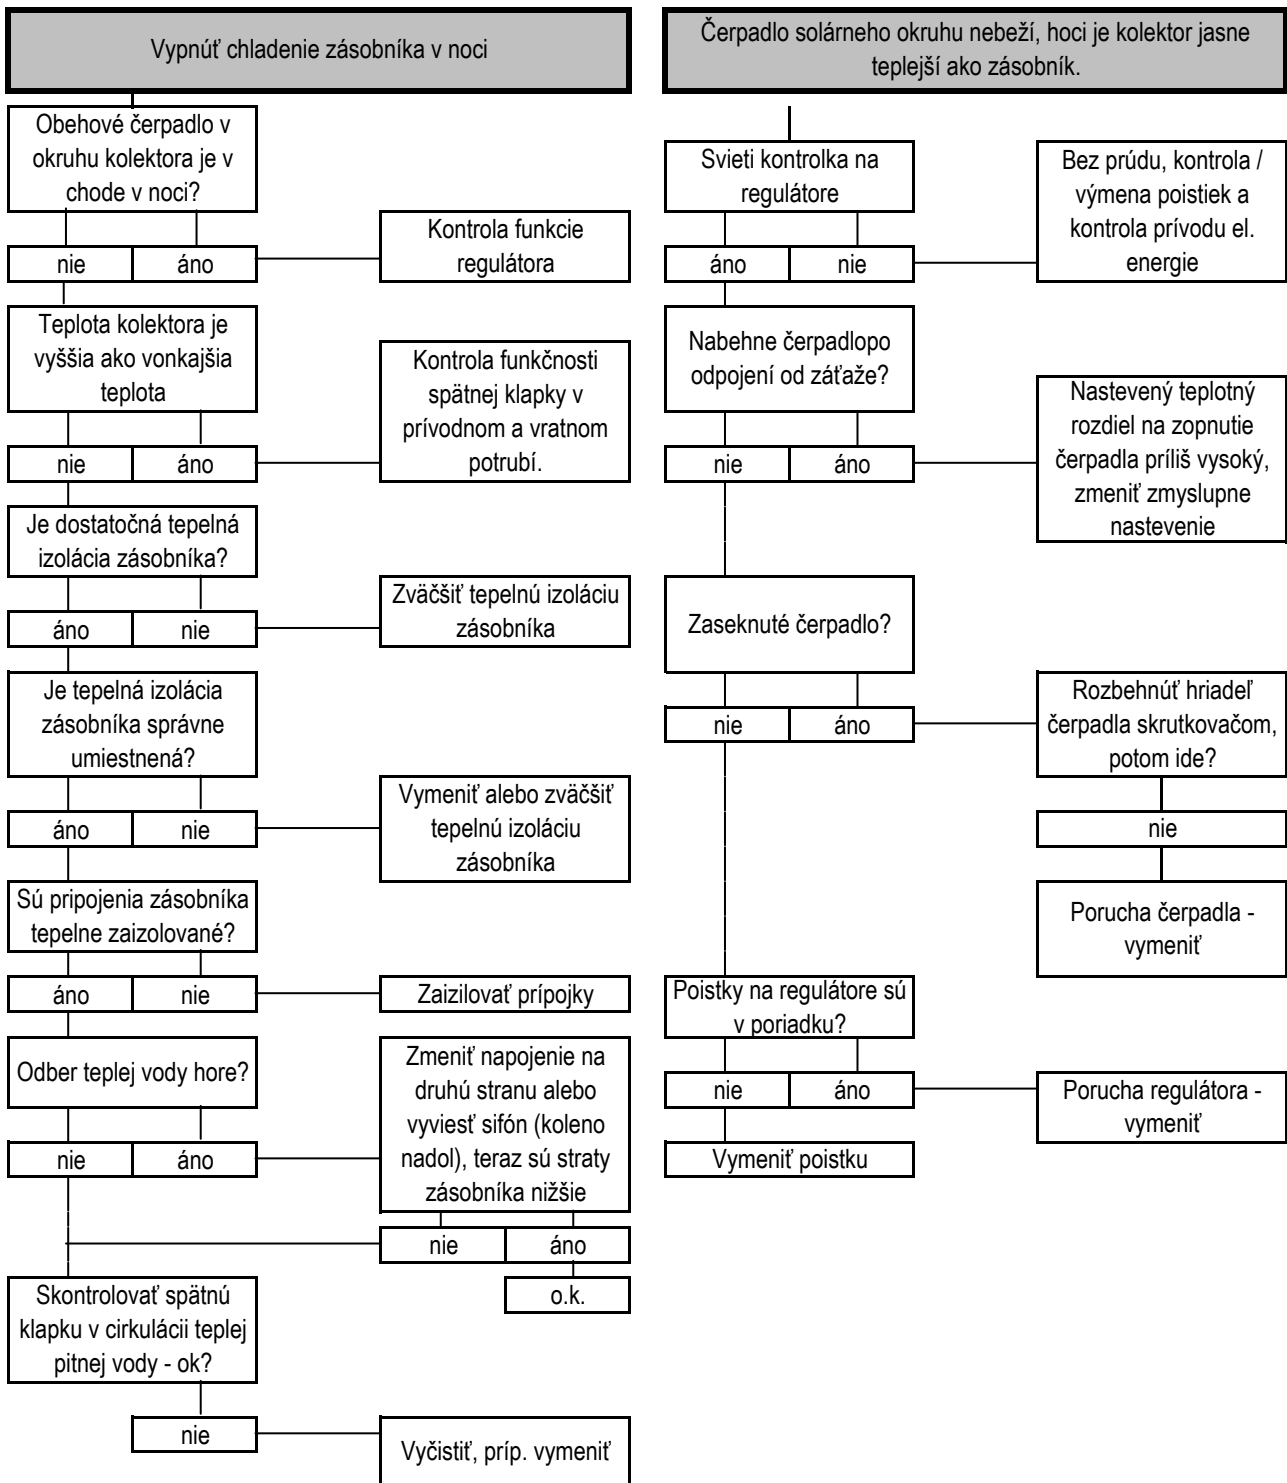 Vypnúť chladenie zásobníka v noci
Obehové čerpadlo v
okruhu kolektora je v
chode v noci?
nie
áno
Kontrola funkcie
regulátora
Teplota kolektora je
vyššia ako vonkajšia
teplota
nie
áno
Kontrola funkčnosti
spätnej klapky v
prívodnom a vratnom
potrubí.
Je dostatočná tepelná
izolácia zásobníka?
áno
nie
Zväčšiť tepelnú izoláciu
zásobníka
Je tepelná izolácia
zásobníka správne
umiestnená?
áno
nie
Vymeniť alebo zväčšiť
tepelnú izoláciu
zásobníka
Sú pripojenia zásobníka
tepelne zaizolované?
áno
nie
Zaizilovať prípojky
Odber teplej vody hore?
nie
áno
Zmeniť napojenie na
druhú stranu alebo
vyviesť sifón (koleno
nadol), teraz sú straty
zásobníka nižšie
nie
áno
o.k.
Skontrolovať spätnú
klapku v cirkulácii teplej
pitnej vody - ok?
nie
Vyčistiť, príp. vymeniť
Čerpadlo solárneho okruhu nebeží, hoci je kolektor jasne
teplejší ako zásobník.
Svieti kontrolka na
regulátore
áno
nie
Bez prúdu, kontrola /
výmena poistiek a
kontrola prívodu el.
energie
Nabehne čerpadlopo
odpojení od záťaže?
nie
áno
Nastevený teplotný
rozdiel na zopnutie
čerpadla príliš vysoký,
zmeniť zmyslupne
nastevenie
Zaseknuté čerpadlo?
nie
áno
Rozbehnúť hriadeľ
čerpadla skrutkovačom,
potom ide?
nie
Porucha čerpadla -
vymeniť
Poistky na regulátore sú
v poriadku?
nie
áno
Porucha regulátora -
vymeniť
Vymeniť poistku